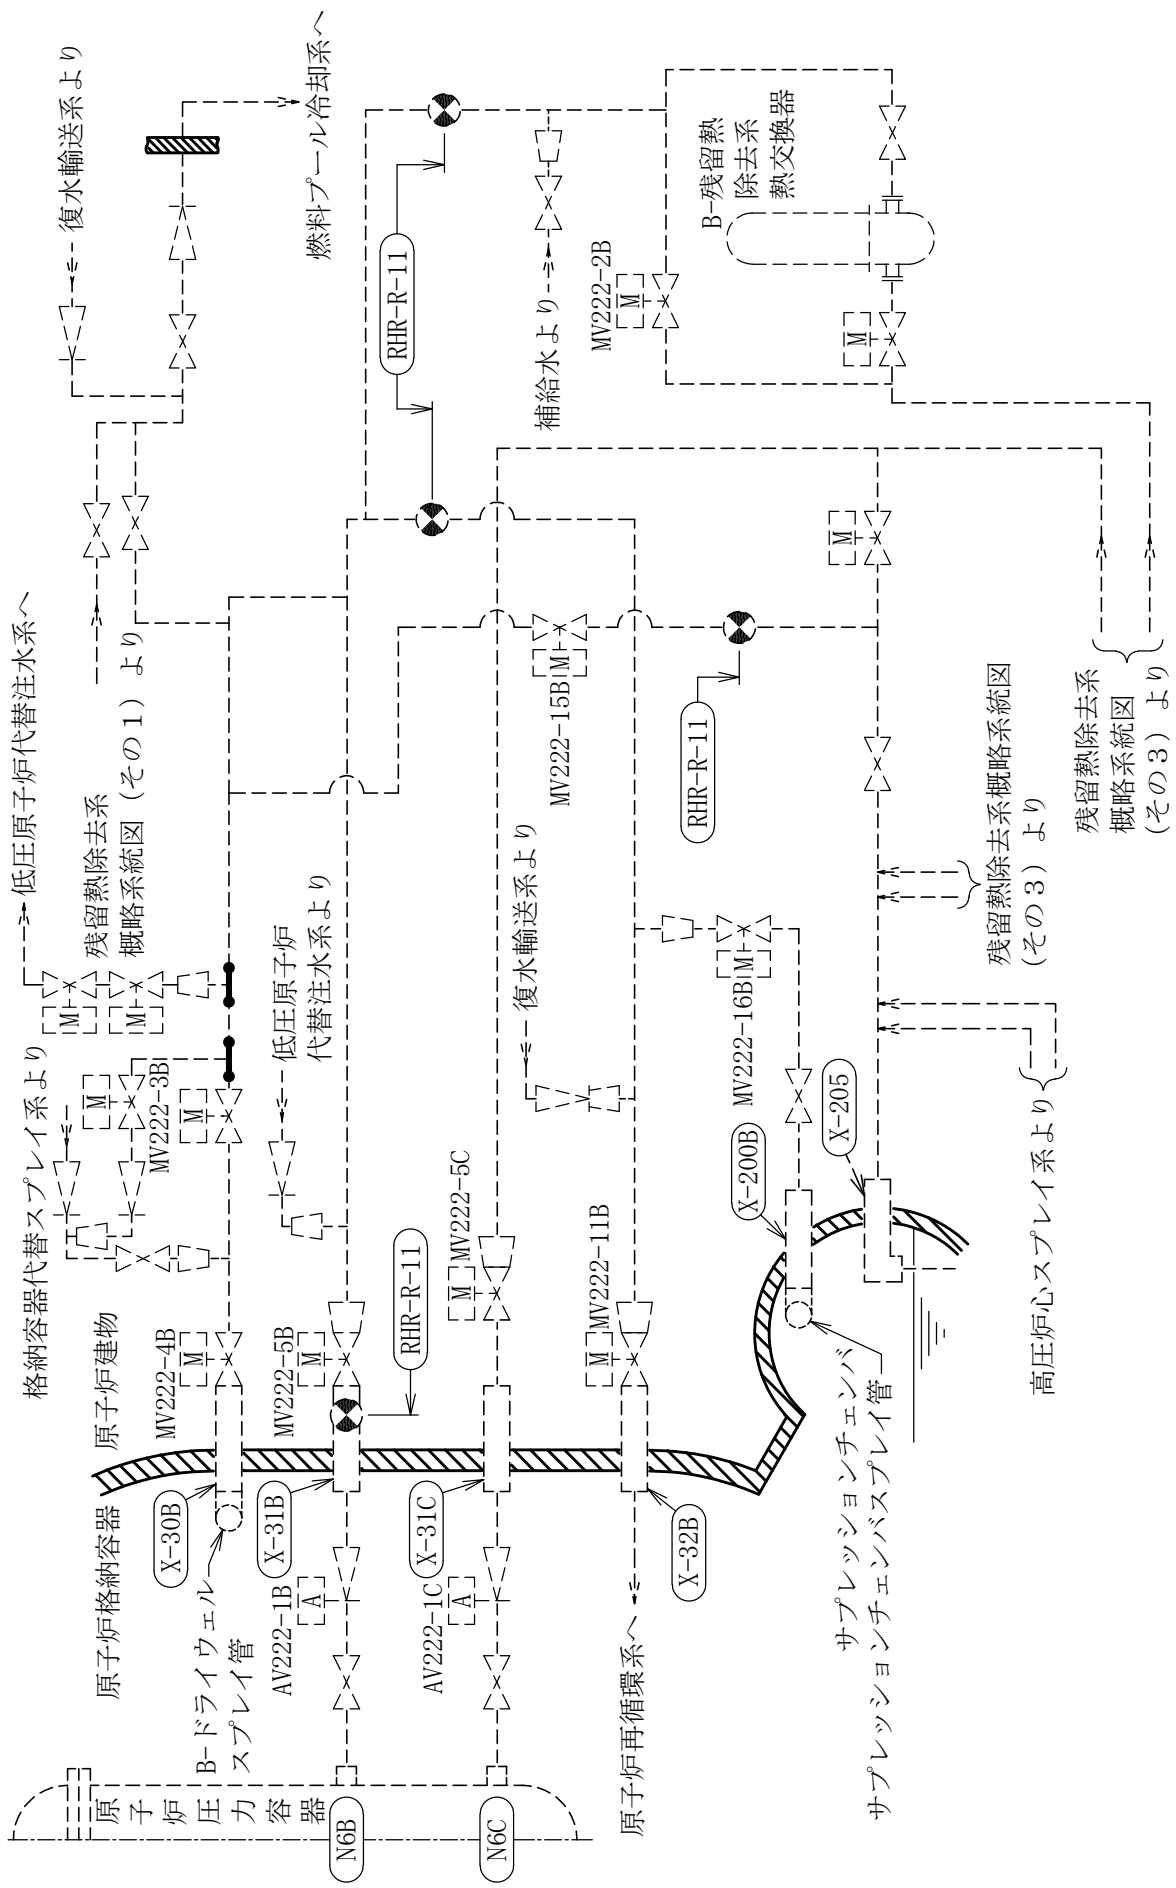 原子炉圧力容器
N6B
N6C
原子炉格納容器
原子炉建物
B-ドライウェル
スプレイ管
X-30B
X-31B
X-31C
X-32B
AV222-1B
A
AV222-1C
A
原子炉再循環系へ
サプレッションチェンバ
サプレッションチェンバスプレイ管
MV222-4B
M
MV222-5B
M
RHR-R-11
MV222-5C
M
MV222-11B
M
X-200B
X-205
格納容器代替スプレイ系より
M
MV222-3B
M
低圧原子炉代替注水系へ
M
M
低圧原子炉
代替注水系より
復水輸送系より
MV222-16B
M
高圧炉心スプレイ系より
残留熱除去系
概略系統図(その1)より
MV222-15B
M
RHR-R-11
残留熱除去系概略系統図
(その3)より
M
残留熱除去系
概略系統図
(その3)より
復水輸送系より
燃料プール冷却系へ
RHR-R-11
補給水より
MV222-2B
M
M
B-残留熱
除去系
熱交換器